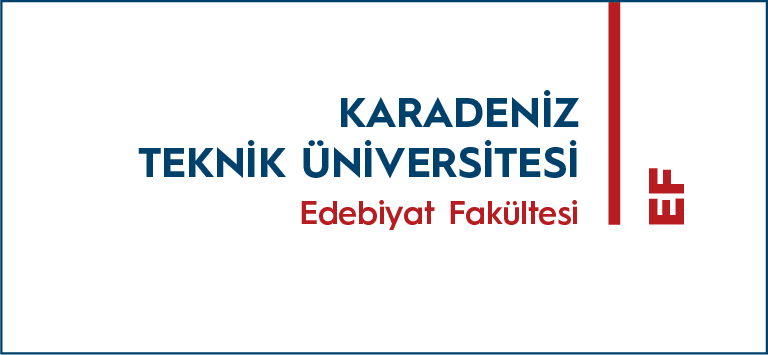 KARADENİZ
TEKNİK ÜNİVERSİTESİ
Edebiyat Fakültesi
EF